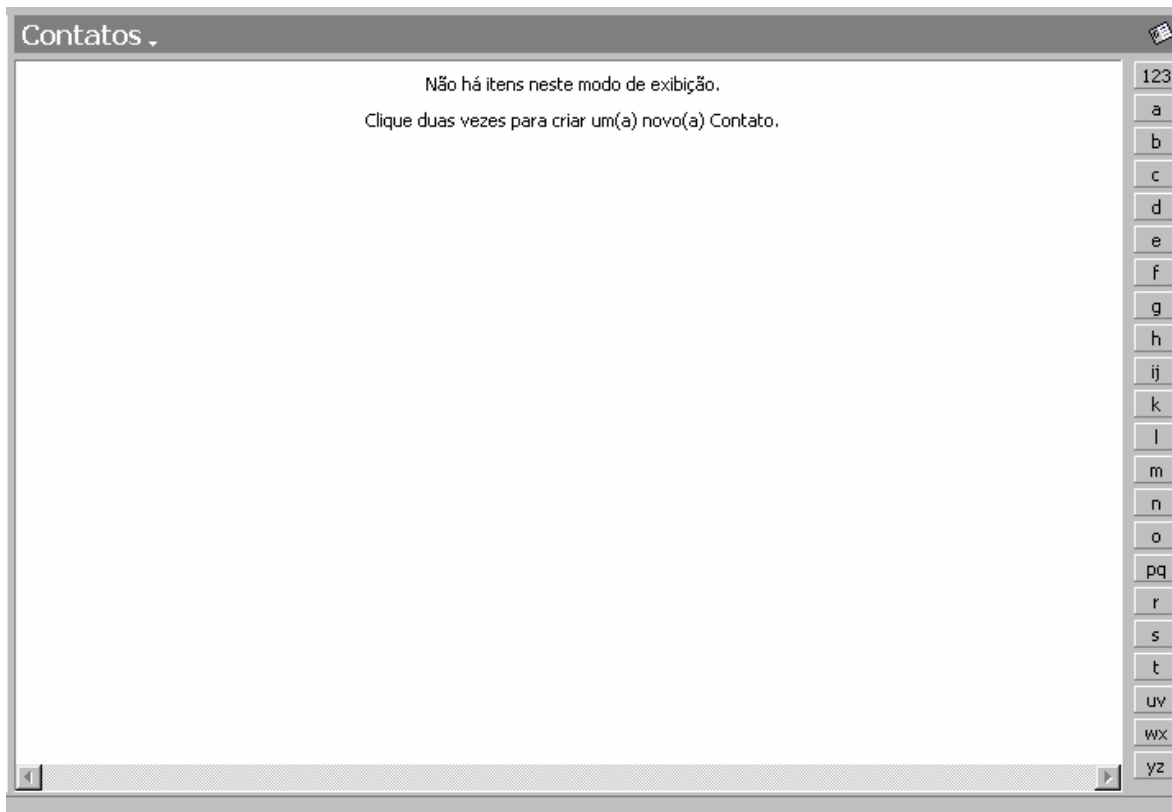 Contatos
Não há itens neste modo de exibição.
Clique duas vezes para criar um(a) novo(a) Contato.
123
a
b
c
d
e
f
g
h
ij
k
l
m
n
o
pq
r
s
t
uv
wx
yz